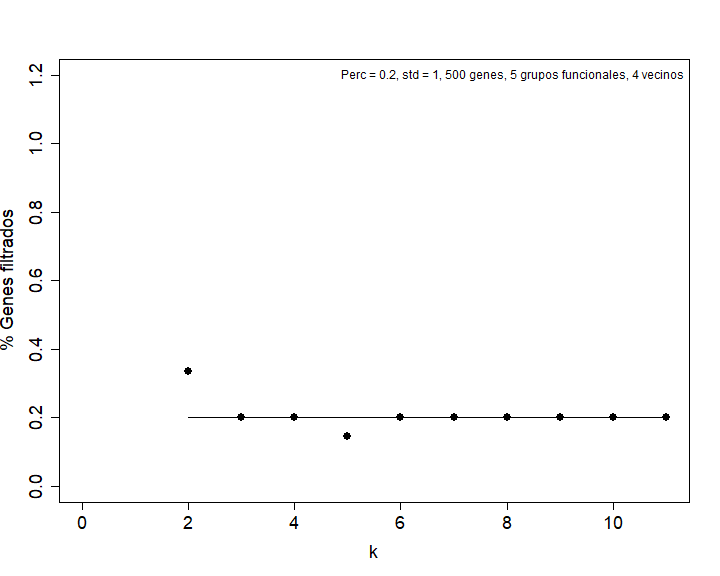 Perc = 0.2, std = 1, 500 genes, 5 grupos funcionales, 4 vecinos
% Genes filtrados
1.2
1.0
0.8
0.6
0.4
0.2
0.0
0 2 4 6 8 10
k